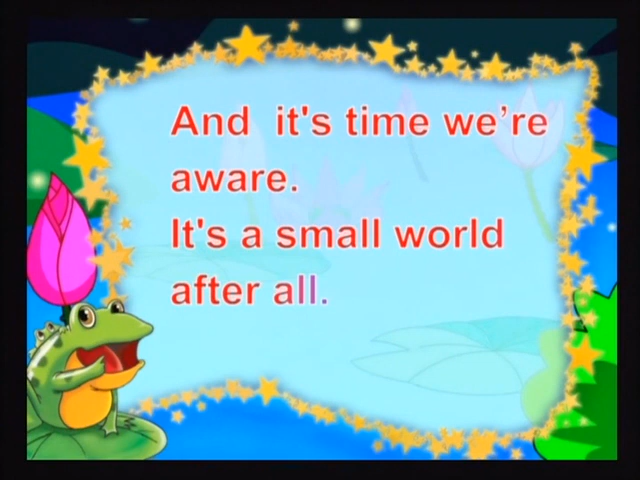 And it's time we’re
aware.
It's a small world
after all.